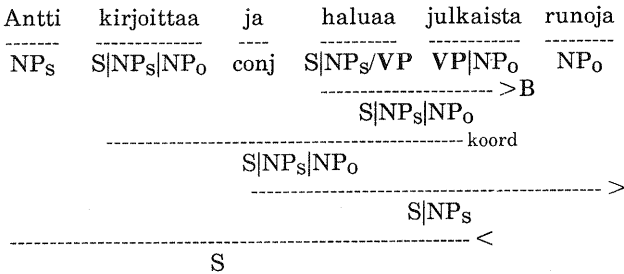 Antti kirjoittaa ja haluaa julkaista runoja
NPS S|NPS|NPO conj S|NPS/VP VP|NPO NPO
>B
S|NPS|NPO
koord
S|NPS|NPO
>
S|NPS
<
S